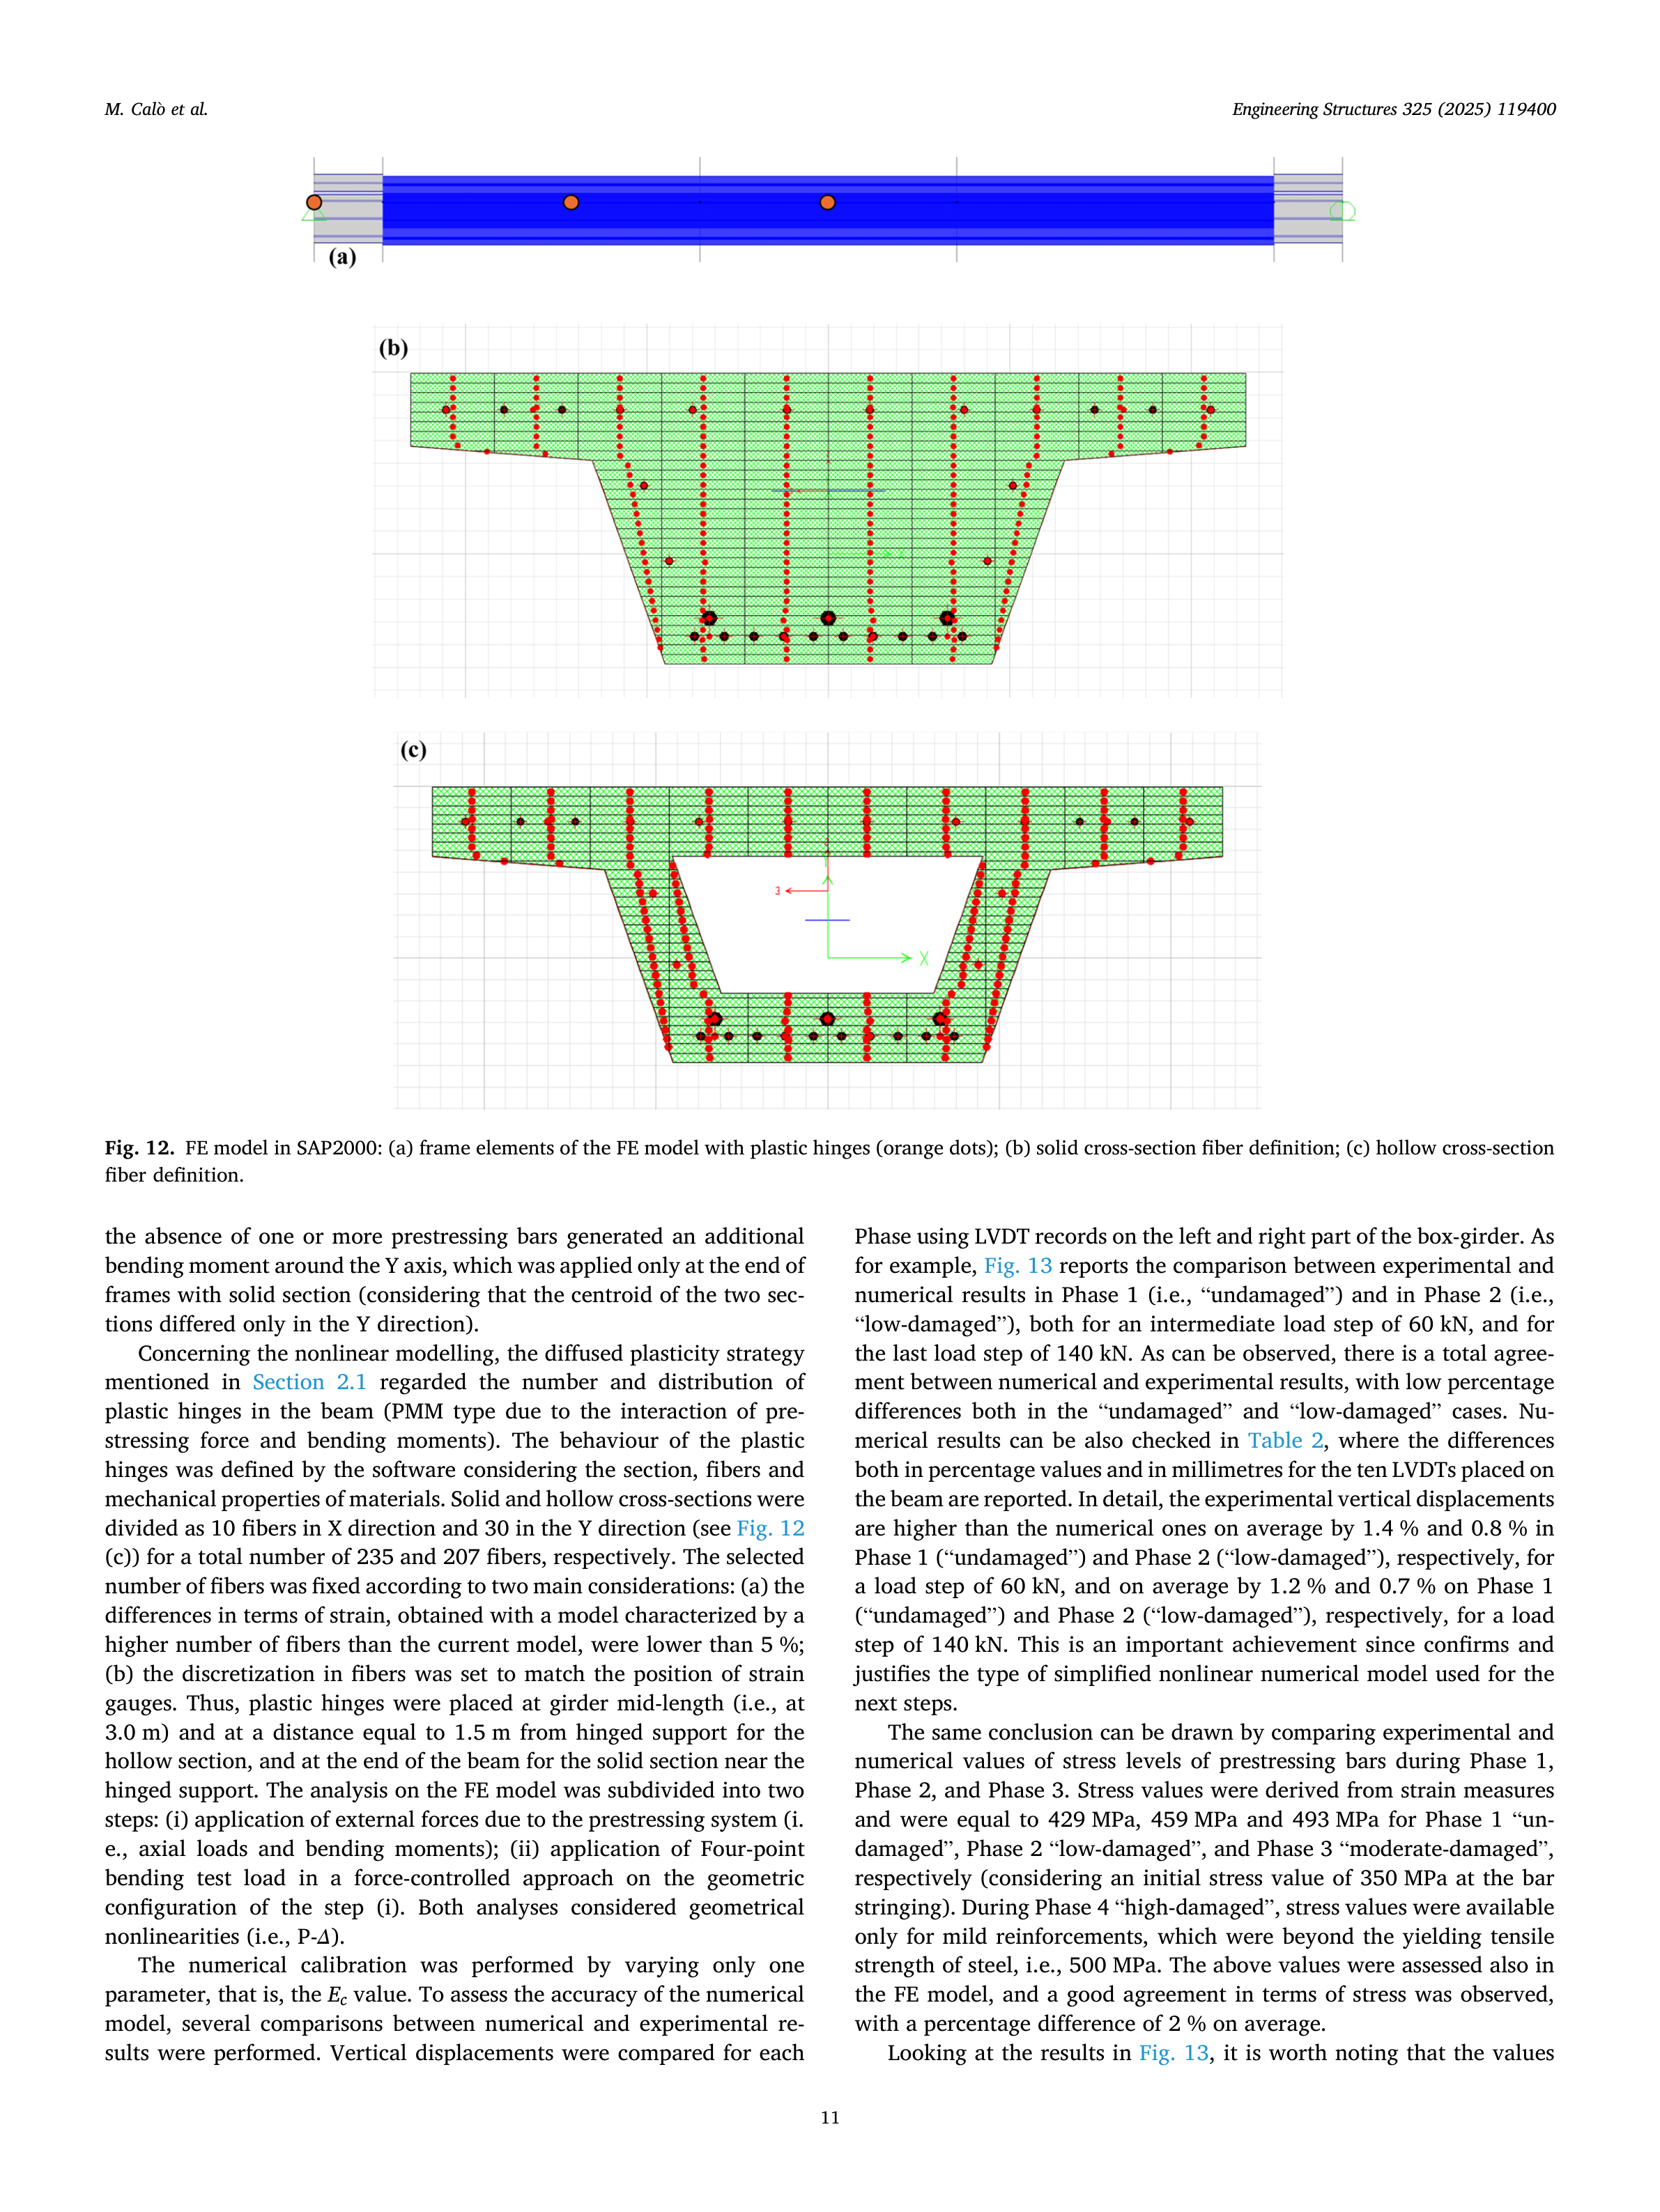 M. Calò et al.
Engineering Structures 325 (2025) 119400
(a)
(b)
(c)
3
X
Fig. 12. FE model in SAP2000: (a) frame elements of the FE model with plastic hinges (orange dots); (b) solid cross-section fiber definition; (c) hollow cross-section
fiber definition.
the absence of one or more prestressing bars generated an additional
bending moment around the Y axis, which was applied only at the end of
frames with solid section (considering that the centroid of the two sec-
tions differed only in the Y direction).
Concerning the nonlinear modelling, the diffused plasticity strategy
mentioned in Section 2.1 regarded the number and distribution of
plastic hinges in the beam (PMM type due to the interaction of pre-
stressing force and bending moments). The behaviour of the plastic
hinges was defined by the software considering the section, fibers and
mechanical properties of materials. Solid and hollow cross-sections were
divided as 10 fibers in X direction and 30 in the Y direction (see Fig. 12
(c)) for a total number of 235 and 207 fibers, respectively. The selected
number of fibers was fixed according to two main considerations: (a) the
differences in terms of strain, obtained with a model characterized by a
higher number of fibers than the current model, were lower than 5 %;
(b) the discretization in fibers was set to match the position of strain
gauges. Thus, plastic hinges were placed at girder mid-length (i.e., at
3.0 m) and at a distance equal to 1.5 m from hinged support for the
hollow section, and at the end of the beam for the solid section near the
hinged support. The analysis on the FE model was subdivided into two
steps: (i) application of external forces due to the prestressing system (i.
e., axial loads and bending moments); (ii) application of Four-point
bending test load in a force-controlled approach on the geometric
configuration of the step (i). Both analyses considered geometrical
nonlinearities (i.e., P-Δ).
The numerical calibration was performed by varying only one
parameter, that is, the Ec value. To assess the accuracy of the numerical
model, several comparisons between numerical and experimental re-
sults were performed. Vertical displacements were compared for each
Phase using LVDT records on the left and right part of the box-girder. As
for example, Fig. 13 reports the comparison between experimental and
numerical results in Phase 1 (i.e., “undamaged”) and in Phase 2 (i.e.,
“low-damaged”), both for an intermediate load step of 60 kN, and for
the last load step of 140 kN. As can be observed, there is a total agree-
ment between numerical and experimental results, with low percentage
differences both in the “undamaged” and “low-damaged” cases. Nu-
merical results can be also checked in Table 2, where the differences
both in percentage values and in millimetres for the ten LVDTs placed on
the beam are reported. In detail, the experimental vertical displacements
are higher than the numerical ones on average by 1.4 % and 0.8 % in
Phase 1 (“undamaged”) and Phase 2 (“low-damaged”), respectively, for
a load step of 60 kN, and on average by 1.2 % and 0.7 % on Phase 1
(“undamaged”) and Phase 2 (“low-damaged”), respectively, for a load
step of 140 kN. This is an important achievement since confirms and
justifies the type of simplified nonlinear numerical model used for the
next steps.
The same conclusion can be drawn by comparing experimental and
numerical values of stress levels of prestressing bars during Phase 1,
Phase 2, and Phase 3. Stress values were derived from strain measures
and were equal to 429 MPa, 459 MPa and 493 MPa for Phase 1 “un-
damaged”, Phase 2 “low-damaged”, and Phase 3 “moderate-damaged”,
respectively (considering an initial stress value of 350 MPa at the bar
stringing). During Phase 4 “high-damaged”, stress values were available
only for mild reinforcements, which were beyond the yielding tensile
strength of steel, i.e., 500 MPa. The above values were assessed also in
the FE model, and a good agreement in terms of stress was observed,
with a percentage difference of 2 % on average.
Looking at the results in Fig. 13, it is worth noting that the values
11